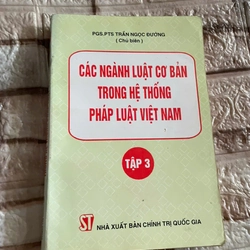 PGS.PTS TRẦN NGỌC ĐƯỜNG
( Chủ biên )
CÁC NGÀNH LUẬT CƠ BẢN
TRONG HỆ THỐNG
PHÁP LUẬT VIỆT NAM
TẬP 3
ST NHÀ XUẤT BẢN CHÍNH TRỊ QUỐC GIA